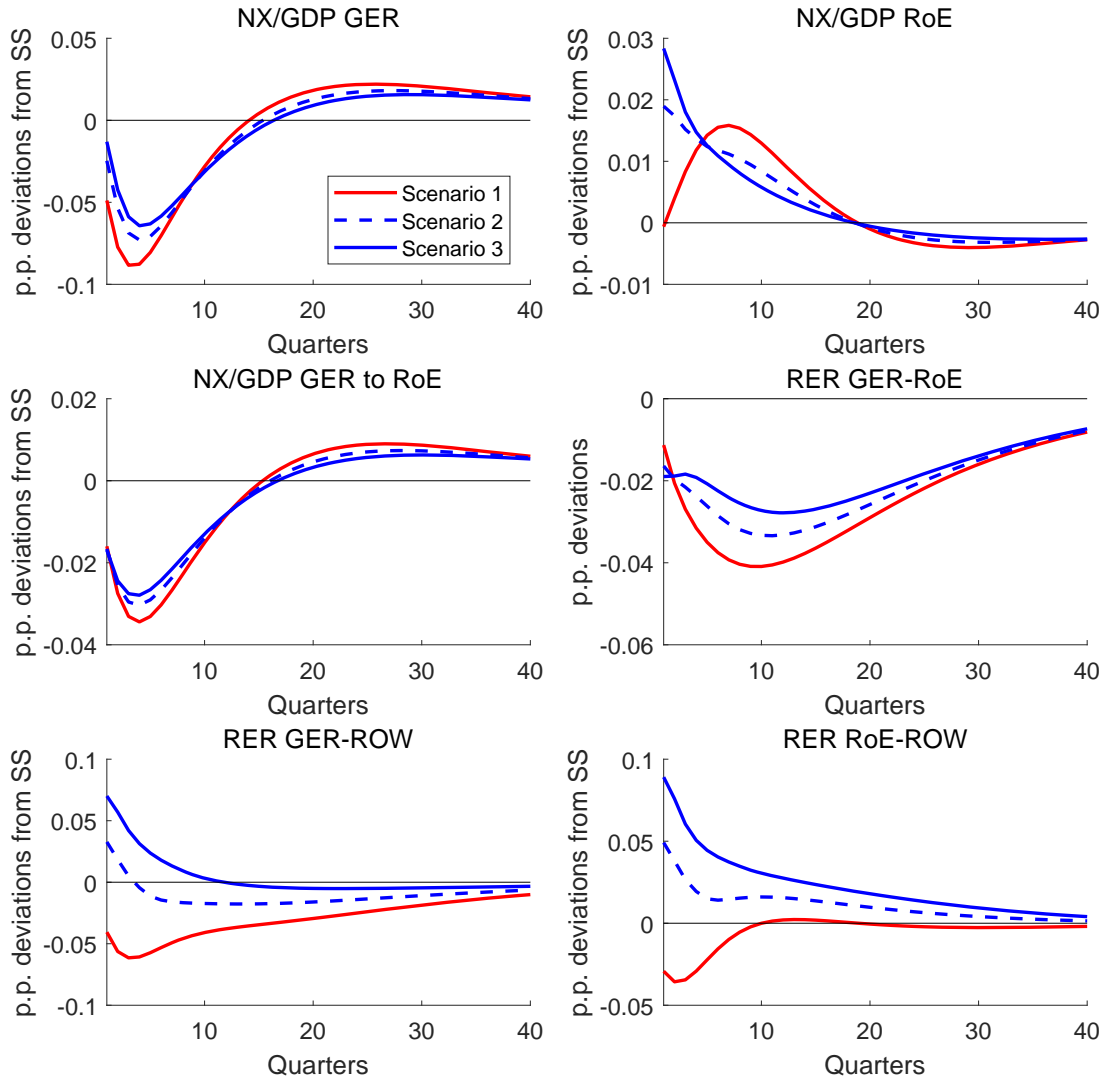 NX/GDP GER
p.p. deviations from SS
0.05
0
-0.05
-0.1
10
20
30
40
Quarters
Scenario 1
Scenario 2
Scenario 3
NX/GDP RoE
p.p. deviations from SS
0.03
0.02
0.01
0
-0.01
10
20
30
40
Quarters
NX/GDP GER to RoE
p.p. deviations from SS
0.02
0
-0.02
-0.04
10
20
30
40
Quarters
RER GER-RoE
p.p. deviations
0
-0.02
-0.04
-0.06
10
20
30
40
Quarters
RER GER-ROW
p.p. deviations from SS
0.1
0.05
0
-0.05
-0.1
10
20
30
40
Quarters
RER RoE-ROW
p.p. deviations from SS
0.1
0.05
0
-0.05
10
20
30
40
Quarters